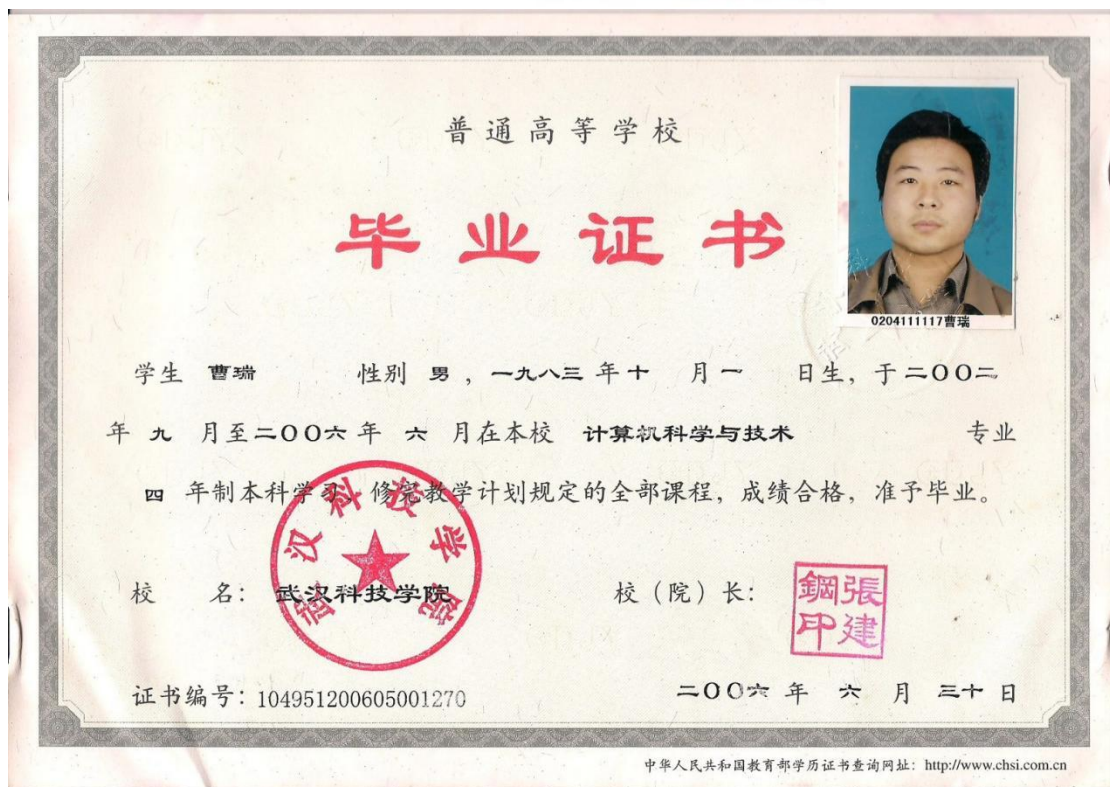 普通高等学校
毕业证书
0204111117曹瑞
学生 曹瑞 性别 男，一九八三 年 十 月 一 日生，于 二〇〇二
年 九 月至 二〇〇六 年 六 月在本校 计算机科学与技术 专业
四 年制本科学习，修完教学计划规定的全部课程，成绩合格，准予毕业。
武汉科技学院
校 名：武汉科技学院 校（院）长：
張建鋼印
证书编号：104951200605001270 二〇〇六 年 六 月 三十 日
中华人民共和国教育部学历证书查询网址：http://www.chsi.com.cn